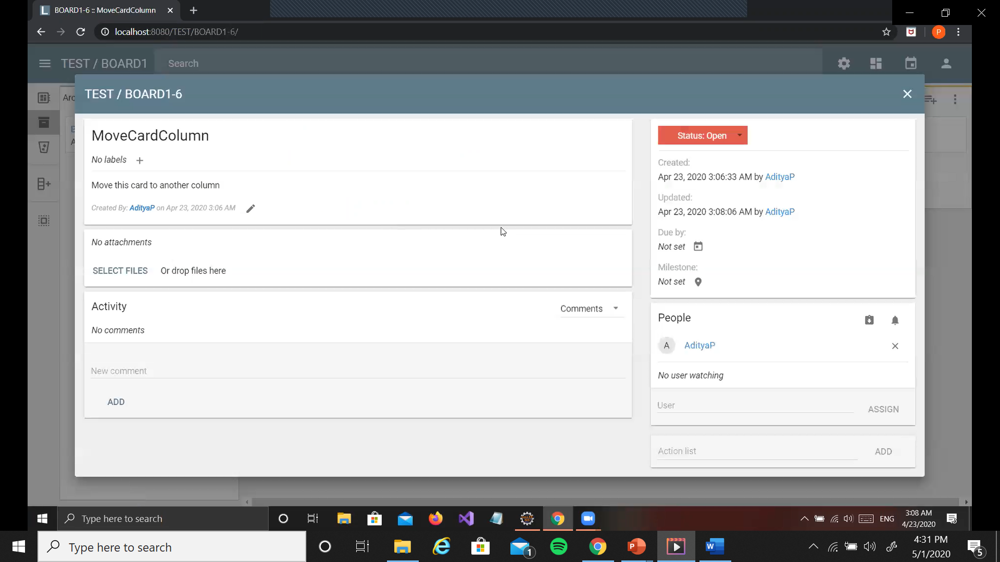 BOARD1-6 :: MoveCardColumn
localhost:8080/TEST/BOARD1-6/
P
TEST / BOARD1
Search
Arc
TEST / BOARD1-6
B
A
MoveCardColumn
No labels
Move this card to another column
Created By: AdityaP on Apr 23, 2020 3:06 AM
No attachments
SELECT FILES Or drop files here
Activity
Comments
No comments
New comment
ADD
Status: Open
Created:
Apr 23, 2020 3:06:33 AM by AdityaP
Updated:
Apr 23, 2020 3:08:06 AM by AdityaP
Due by:
Not set
Milestone:
Not set
People
A AdityaP
No user watching
User
ASSIGN
Action list
ADD
Type here to search
ENG
3:08 AM
4/23/2020
Type here to search
1
4:31 PM
5/1/2020
5